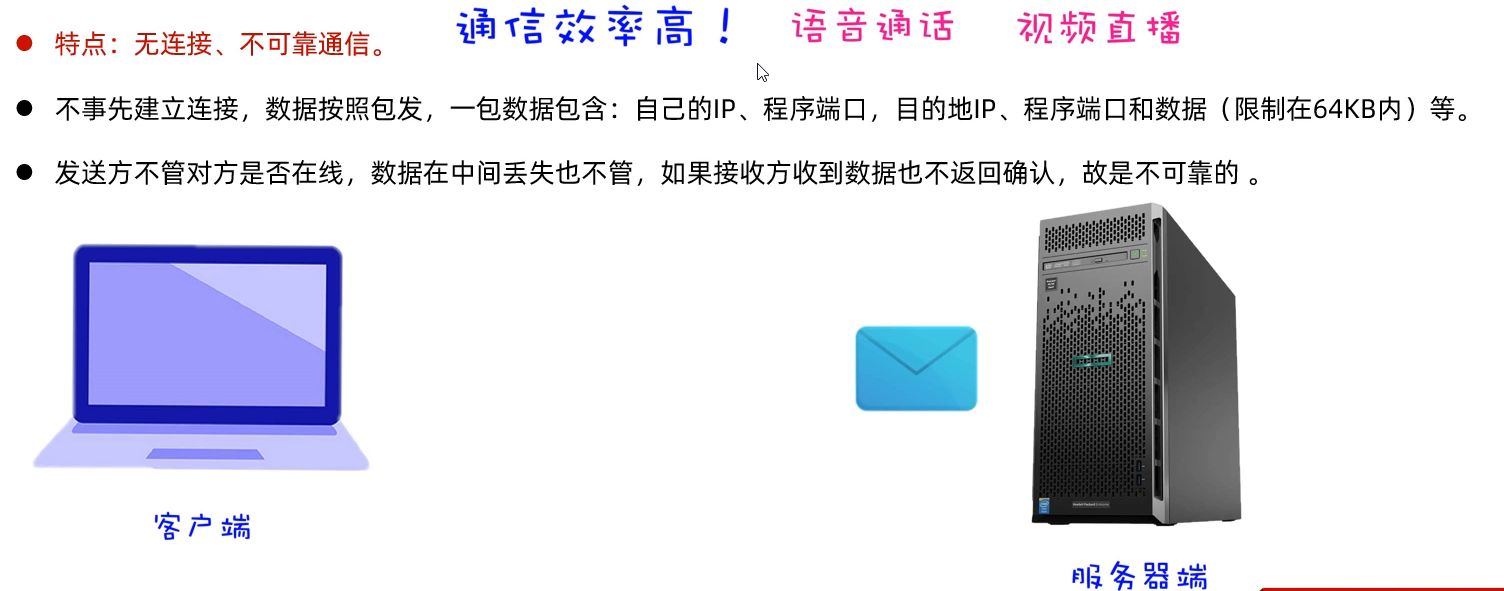 通信效率高！ 语音通话 视频直播
特点：无连接、不可靠通信。
不事先建立连接，数据按照包发，一包数据包含：自己的IP、程序端口，目的地IP、程序端口和数据（限制在64KB内）等。
发送方不管对方是否在线，数据在中间丢失也不管，如果接收方收到数据也不返回确认，故是不可靠的 。
客户端
服务器端